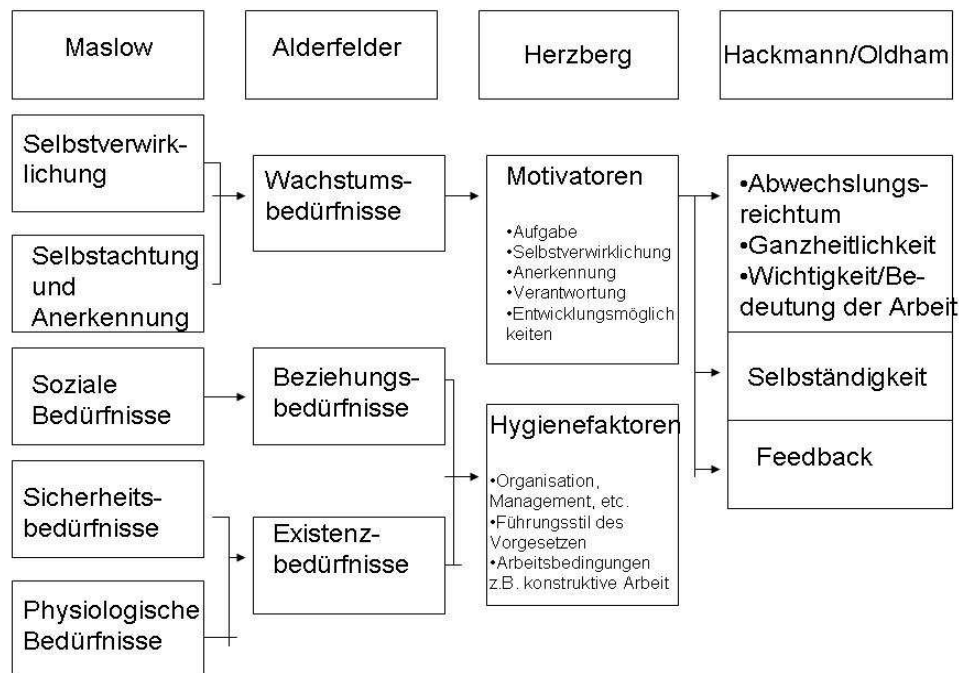 Maslow
Alderfelder
Herzberg
Hackmann/Oldham
Selbstverwirk-
lichung
Selbstachtung
und
Anerkennung
Soziale
Bedürfnisse
Sicherheits-
bedürfnisse
Physiologische
Bedürfnisse
Wachstums-
bedürfnisse
Beziehungs-
bedürfnisse
Existenz-
bedürfnisse
Motivatoren
•Aufgabe
•Selbstverwirklichung
•Anerkennung
•Verantwortung
•Entwicklungsmöglich
keiten
Hygienefaktoren
•Organisation,
Management, etc.
•Führungsstil des
Vorgesetzen
•Arbeitsbedingungen
z.B. konstruktive Arbeit
•Abwechslungs-
reichtum
•Ganzheitlichkeit
•Wichtigkeit/Be-
deutung der Arbeit
Selbständigkeit
Feedback